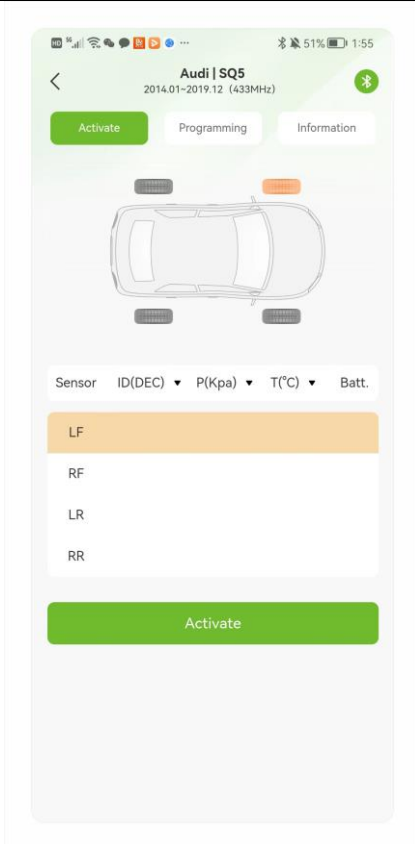 51% 1:55
Audi | SQ5
2014.01-2019.12 (433MHz)
Activate Programming Information
Sensor ID(DEC) ▼ P(Kpa) ▼ T(°C) ▼ Batt.
LF
RF
LR
RR
Activate